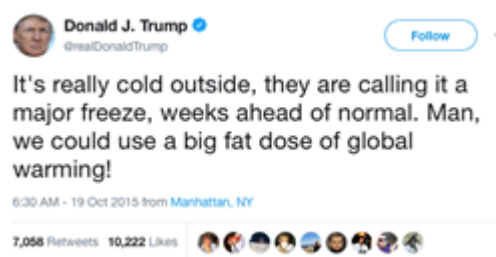 Donald J. Trump
@realDonaldTrump
Follow
It's really cold outside, they are calling it a
major freeze, weeks ahead of normal. Man,
we could use a big fat dose of global
warming!
6:30 AM - 19 Oct 2015 from Manhattan, NY
7,058 Retweets 10,222 Likes